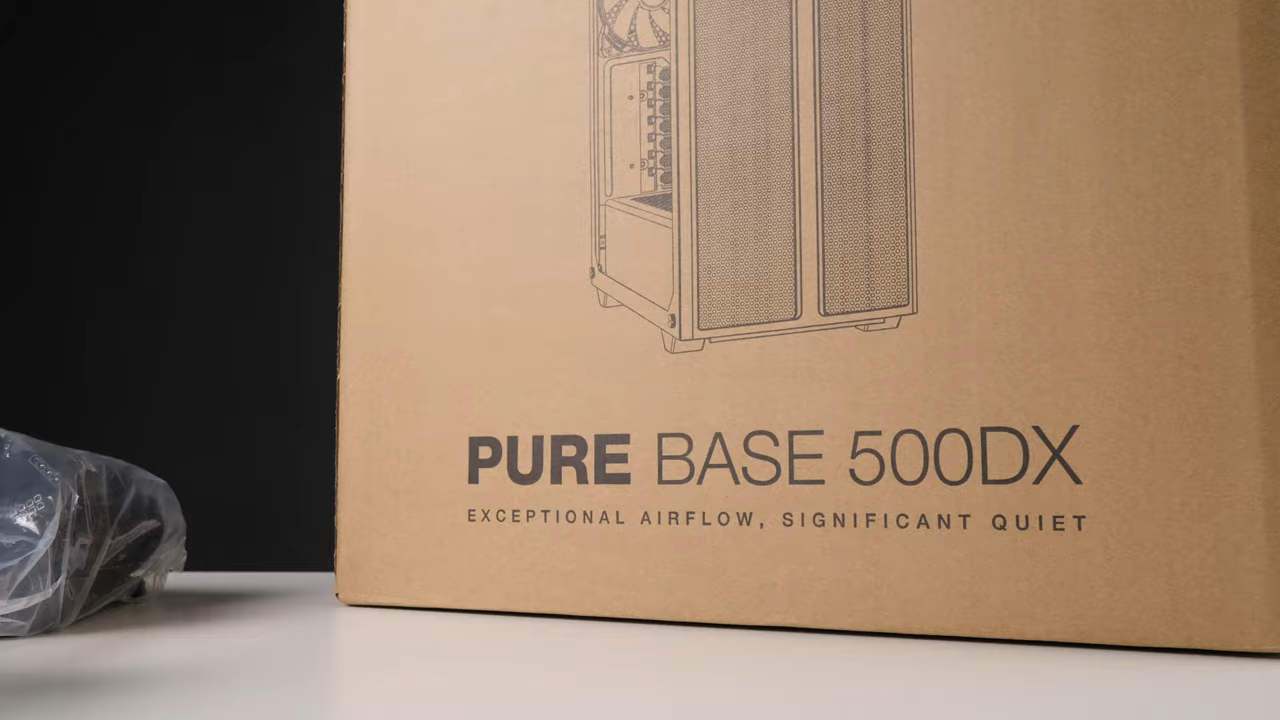 PURE BASE 500DX
EXCEPTIONAL AIRFLOW, SIGNIFICANT QUIET